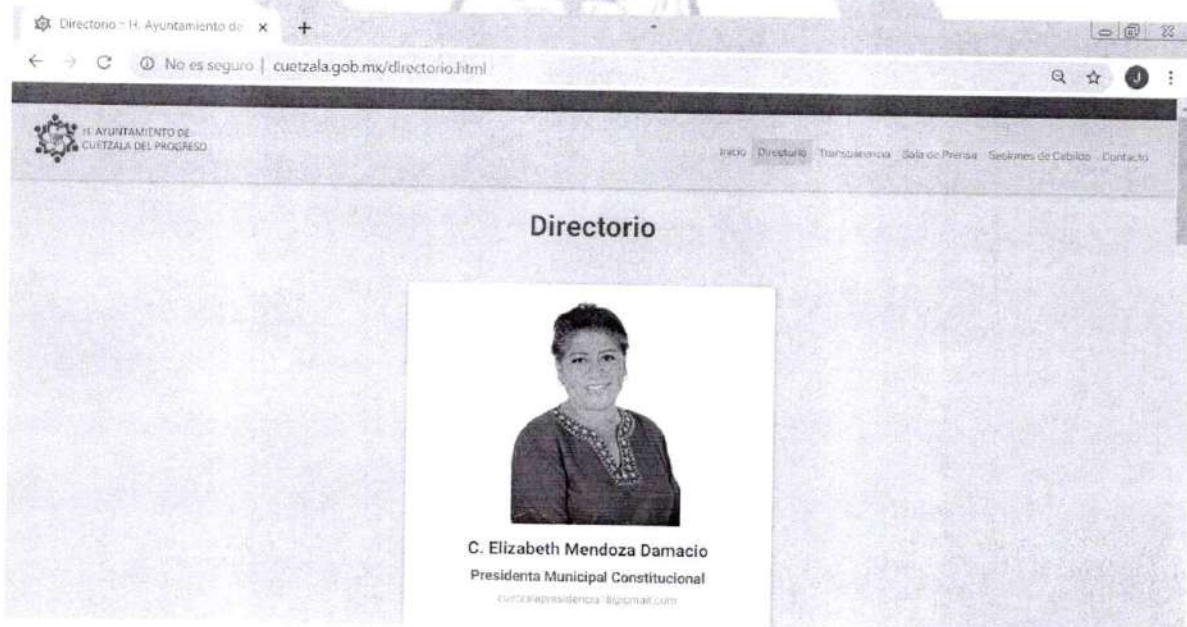 Directorio - H. Ayuntamiento de
No es seguro | cuetzala.gob.mx/directorio.html
J
H. AYUNTAMIENTO DE
CUETZALA DEL PROGRESO
Inicio Directorio Transparencia Sala de Prensa Sesiones de Cabildo Contacto
Directorio
C. Elizabeth Mendoza Damacio
Presidenta Municipal Constitucional